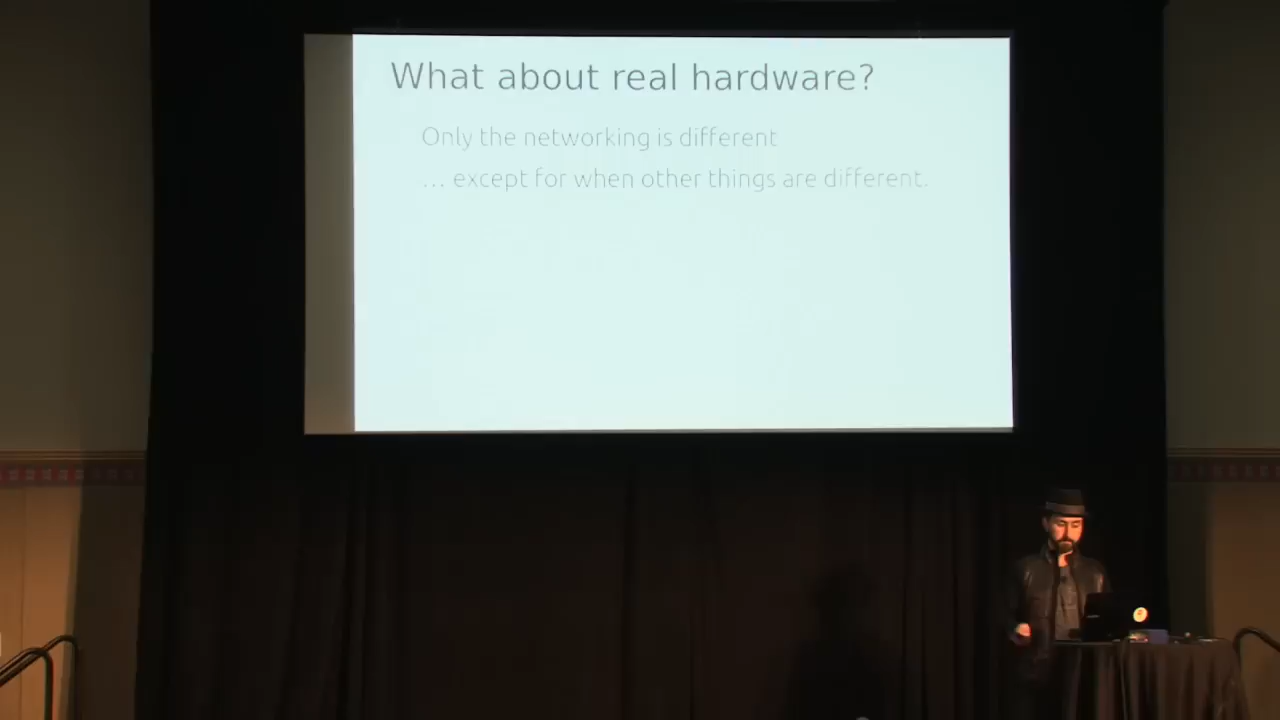 What about real hardware?
Only the networking is different
... except for when other things are different.